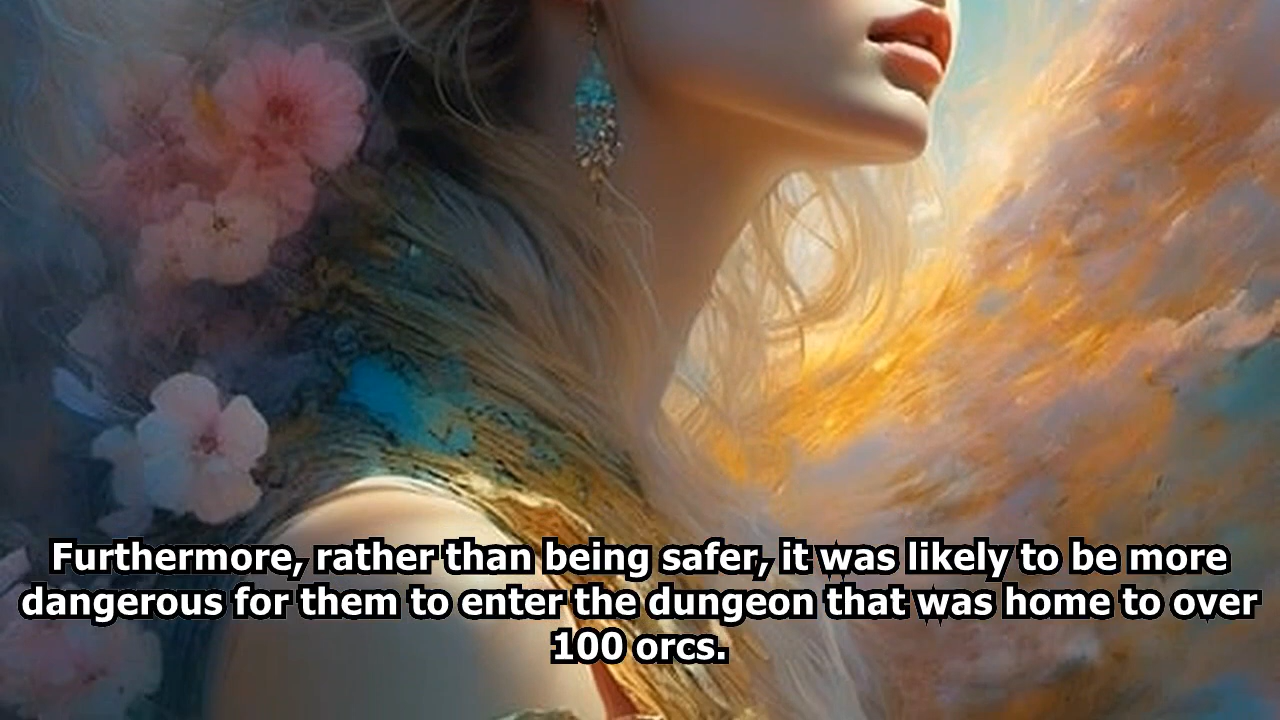 Furthermore, rather than being safer, it was likely to be more
dangerous for them to enter the dungeon that was home to over
100 orcs.